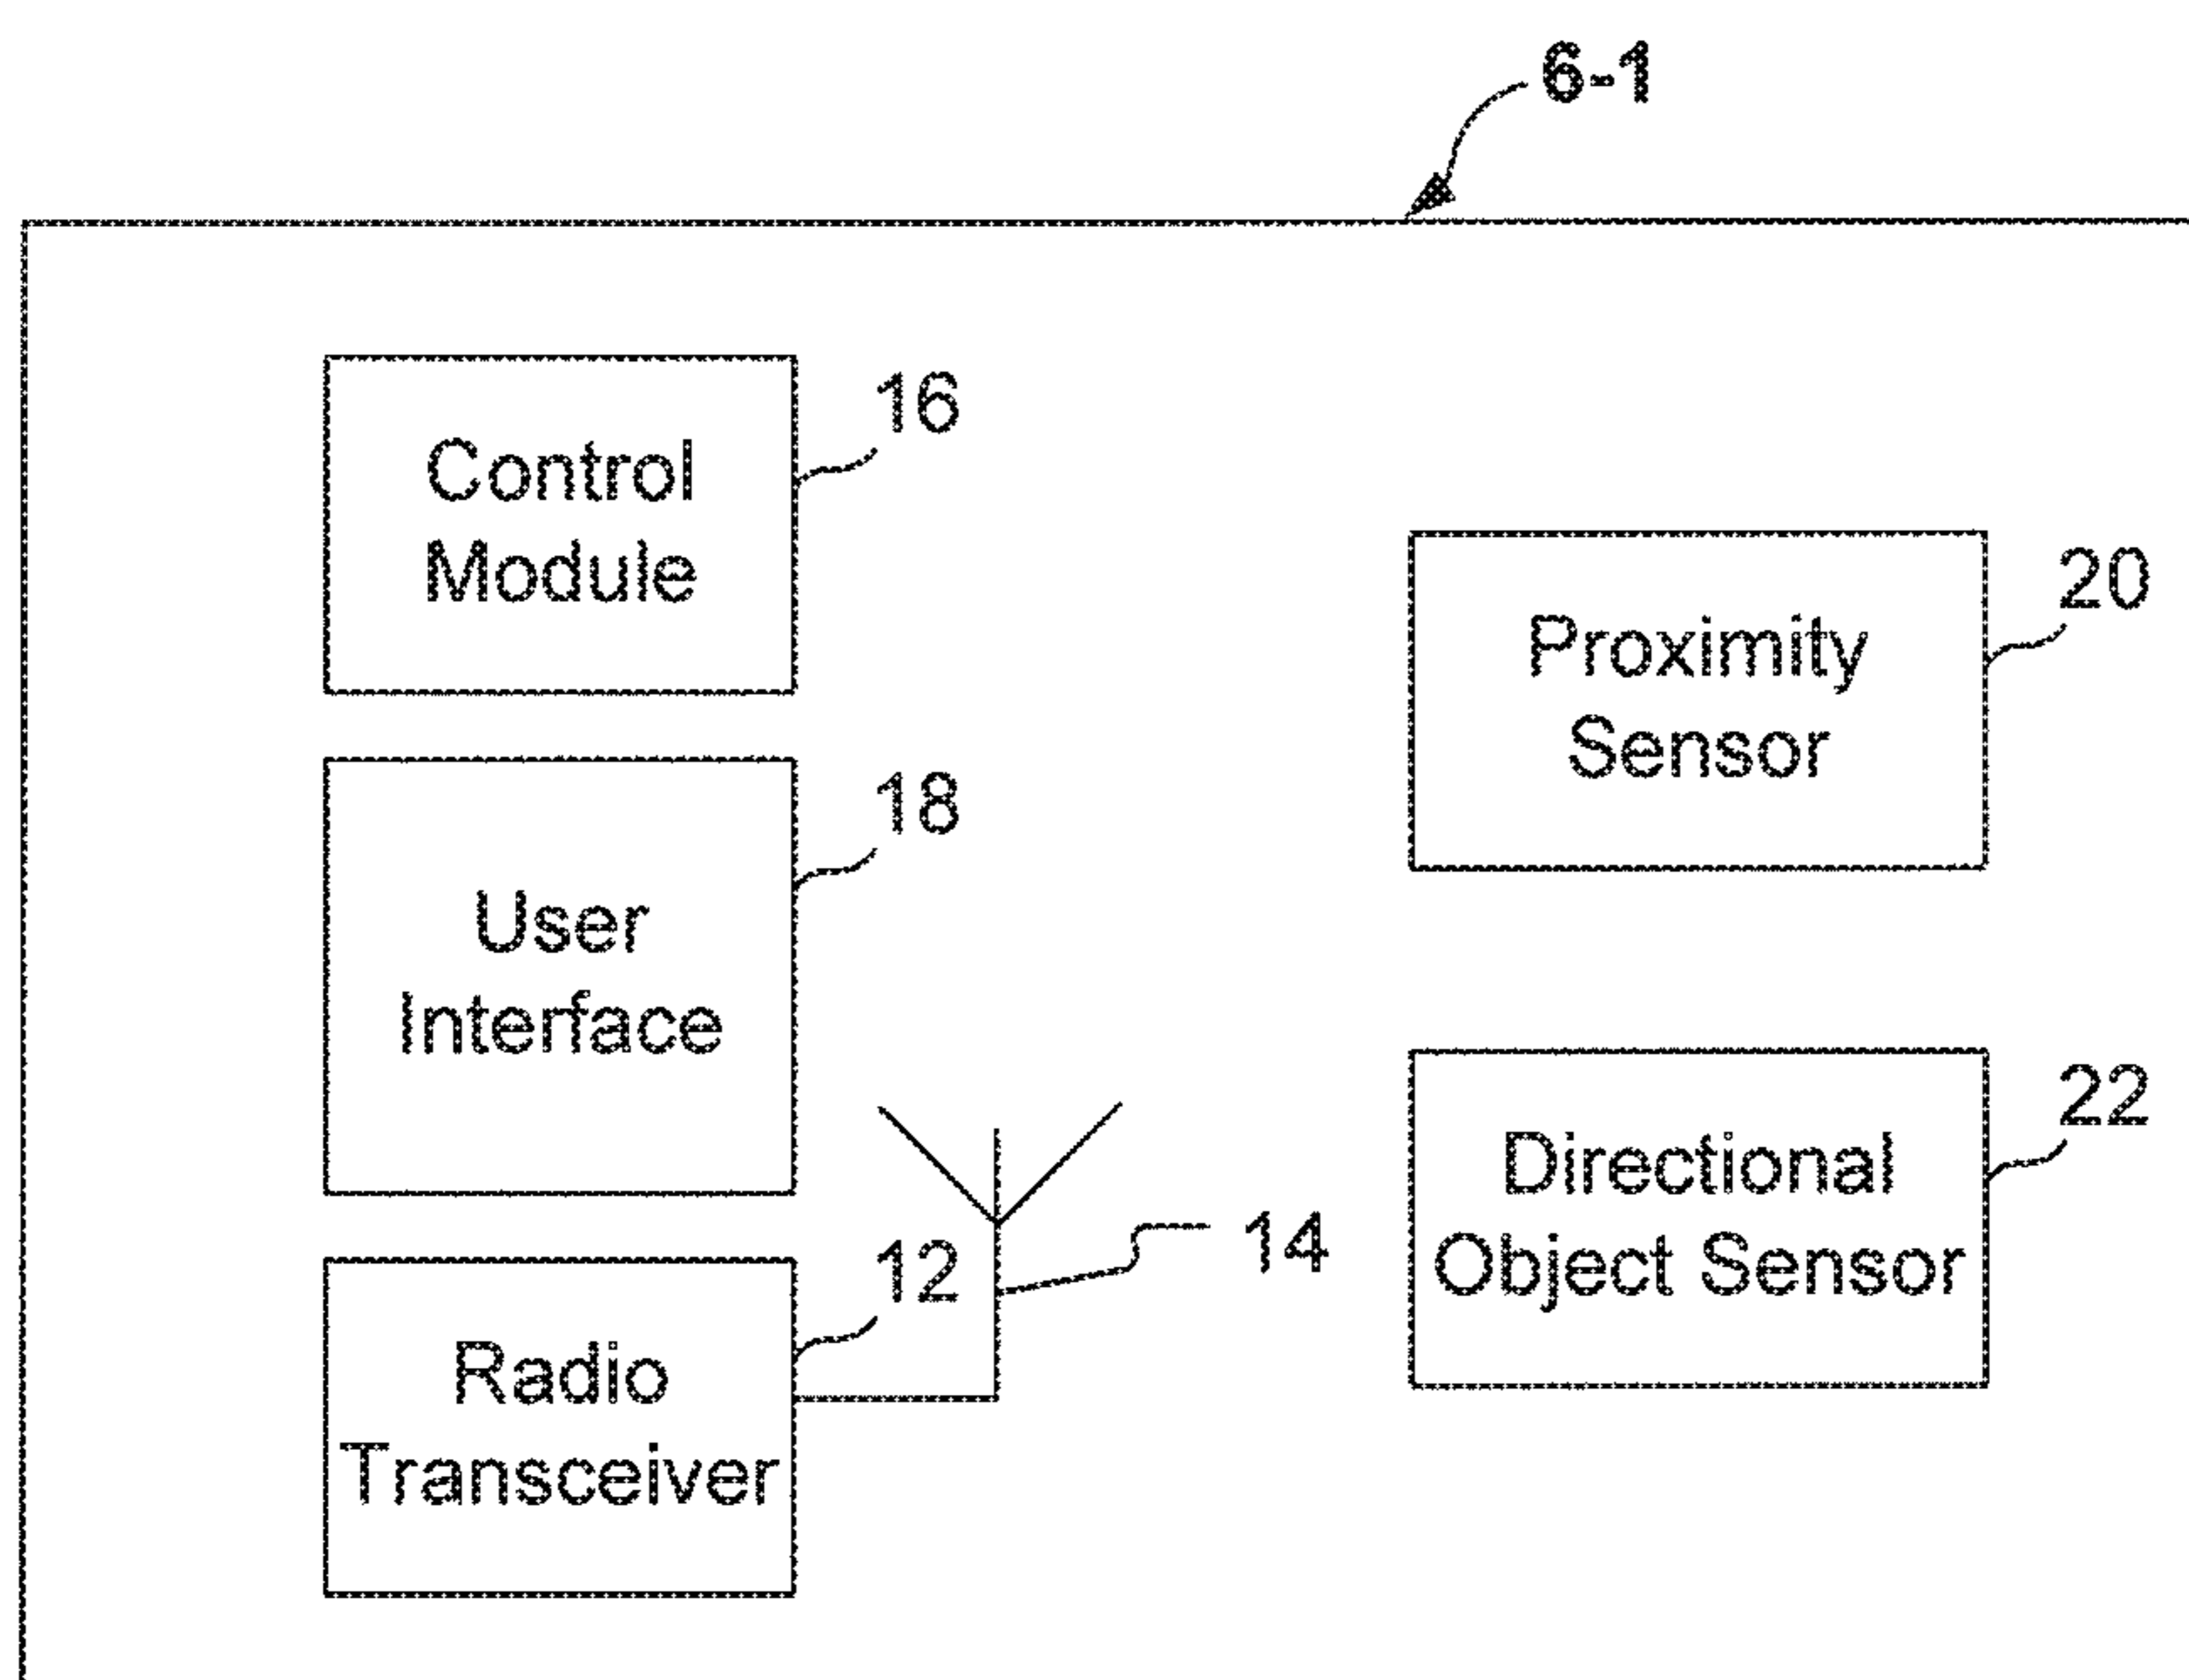 6-1
Control
Module
16
Proximity
Sensor
20
User
Interface
18
Directional
Object Sensor
22
Radio
Transceiver
12
14